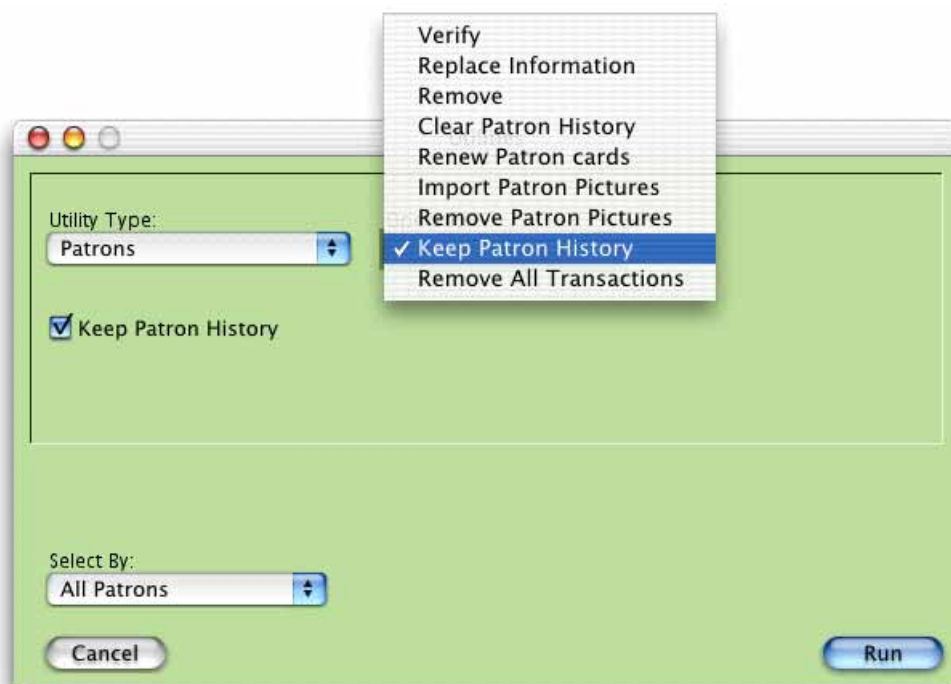 Verify
Replace Information
Remove
Clear Patron History
Renew Patron cards
Import Patron Pictures
Remove Patron Pictures
Keep Patron History
Remove All Transactions
Utility Type:
Patrons
Keep Patron History
Select By:
All Patrons
Cancel
Run